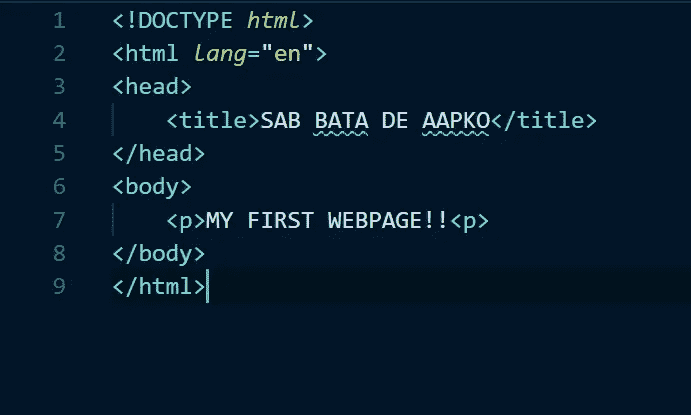 1 <!DOCTYPE html>
2 <html lang="en">
3 <head>
4     <title>SAB BATA DE AAPKO</title>
5 </head>
6 <body>
7     <p>MY FIRST WEBPAGE!!<p>
8 </body>
9 </html>